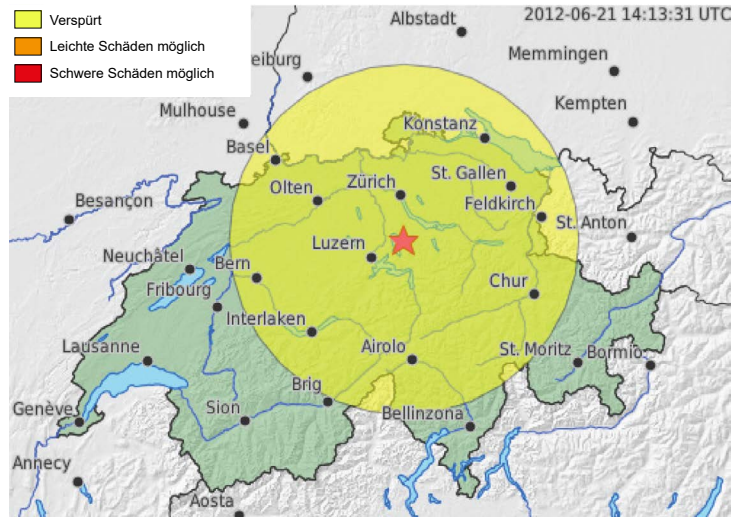 Verspürt
Leichte Schäden möglich
Schwere Schäden möglich
2012-06-21 14:13:31 UTC
Albstadt
Memmingen
eiburg
Kempten
Mulhouse
Konstanz
Basel
St. Gallen
Zürich
Olten
Feldkirch
Besançon
St. Anton
Luzern
Neuchâtel
Bern
Chur
Fribourg
Interlaken
Airolo
Lausanne
St. Moritz
Bormio
Brig
Genève
Sion
Bellinzona
Annecy
Aosta